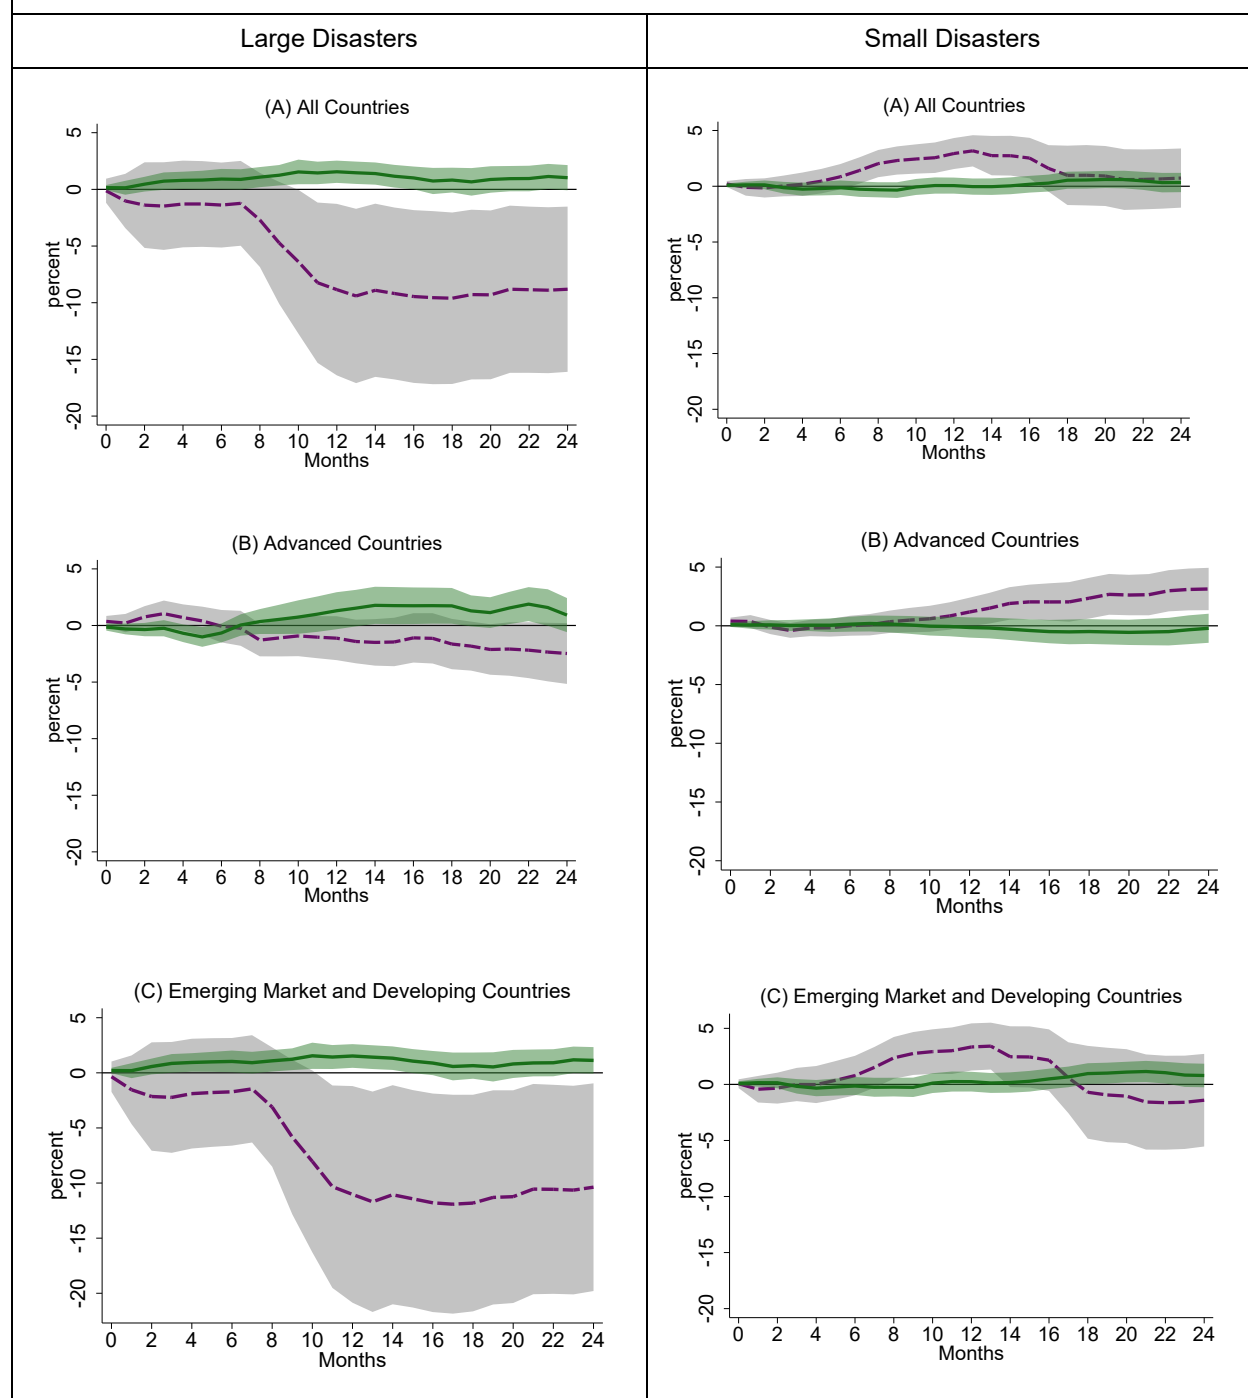 Large Disasters
Small Disasters
(A) All Countries
5
0
-5
-10
-15
-20
percent
0 2 4 6 8 10 12 14 16 18 20 22 24
Months
(A) All Countries
5
0
-5
-10
-15
-20
percent
0 2 4 6 8 10 12 14 16 18 20 22 24
Months
(B) Advanced Countries
5
0
-5
-10
-15
-20
percent
0 2 4 6 8 10 12 14 16 18 20 22 24
Months
(B) Advanced Countries
5
0
-5
-10
-15
-20
percent
0 2 4 6 8 10 12 14 16 18 20 22 24
Months
(C) Emerging Market and Developing Countries
5
0
-5
-10
-15
-20
percent
0 2 4 6 8 10 12 14 16 18 20 22 24
Months
(C) Emerging Market and Developing Countries
5
0
-5
-10
-15
-20
percent
0 2 4 6 8 10 12 14 16 18 20 22 24
Months